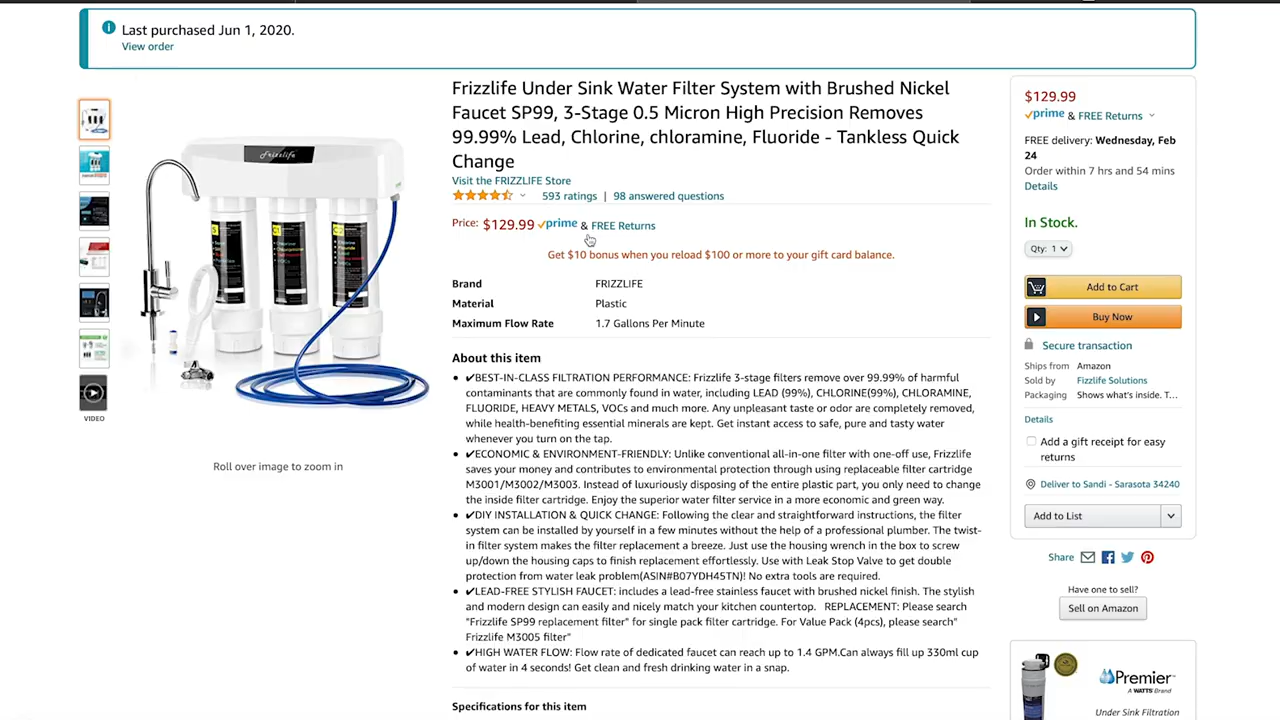 Last purchased Jun 1, 2020.
View order
Frizzlife
VIDEO
Roll over image to zoom in
Frizzlife Under Sink Water Filter System with Brushed Nickel
Faucet SP99, 3-Stage 0.5 Micron High Precision Removes
99.99% Lead, Chlorine, chloramine, Fluoride - Tankless Quick
Change
Visit the FRIZZLIFE Store
593 ratings | 98 answered questions
Price: $129.99 prime & FREE Returns
Get $10 bonus when you reload $100 or more to your gift card balance.
Brand FRIZZLIFE
Material Plastic
Maximum Flow Rate 1.7 Gallons Per Minute
About this item
• ✔BEST-IN-CLASS FILTRATION PERFORMANCE: Frizzlife 3-stage filters remove over 99.99% of harmful
contaminants that are commonly found in water, including LEAD (99%), CHLORINE(99%), CHLORAMINE,
FLUORIDE, HEAVY METALS, VOCs and much more. Any unpleasant taste or odor are completely removed,
while health-benefiting essential minerals are kept. Get instant access to safe, pure and tasty water
whenever you turn on the tap.
• ✔ECONOMIC & ENVIRONMENT-FRIENDLY: Unlike conventional all-in-one filter with one-off use, Frizzlife
saves your money and contributes to environmental protection through using replaceable filter cartridge
M3001/M3002/M3003. Instead of luxuriously disposing of the entire plastic part, you only need to change
the inside filter cartridge. Enjoy the superior water filter service in a more economic and green way.
• ✔DIY INSTALLATION & QUICK CHANGE: Following the clear and straightforward instructions, the filter
system can be installed by yourself in a few minutes without the help of a professional plumber. The twist-
in filter system makes the filter replacement a breeze. Just use the housing wrench in the box to screw
up/down the housing caps to finish replacement effortlessly. Use with Leak Stop Valve to get double
protection from water leak problem(ASIN#B07YDH45TN)! No extra tools are required.
• ✔LEAD-FREE STYLISH FAUCET: includes a lead-free stainless faucet with brushed nickel finish. The stylish
and modern design can easily and nicely match your kitchen countertop. REPLACEMENT: Please search
"Frizzlife SP99 replacement filter" for single pack filter cartridge. For Value Pack (4pcs), please search"
Frizzlife M3005 filter"
• ✔HIGH WATER FLOW: Flow rate of dedicated faucet can reach up to 1.4 GPM.Can always fill up 330ml cup
of water in 4 seconds! Get clean and fresh drinking water in a snap.
Specifications for this item
$129.99
prime & FREE Returns
FREE delivery: Wednesday, Feb
24
Order within 7 hrs and 54 mins
Details
In Stock.
Qty: 1
Add to Cart
Buy Now
Secure transaction
Ships from Amazon
Sold by Fizzlife Solutions
Packaging Shows what's inside. T...
Details
Add a gift receipt for easy
returns
Deliver to Sandi - Sarasota 34240
Add to List
Share
Have one to sell?
Sell on Amazon
Premier
A WATTS Brand
Under Sink Filtration